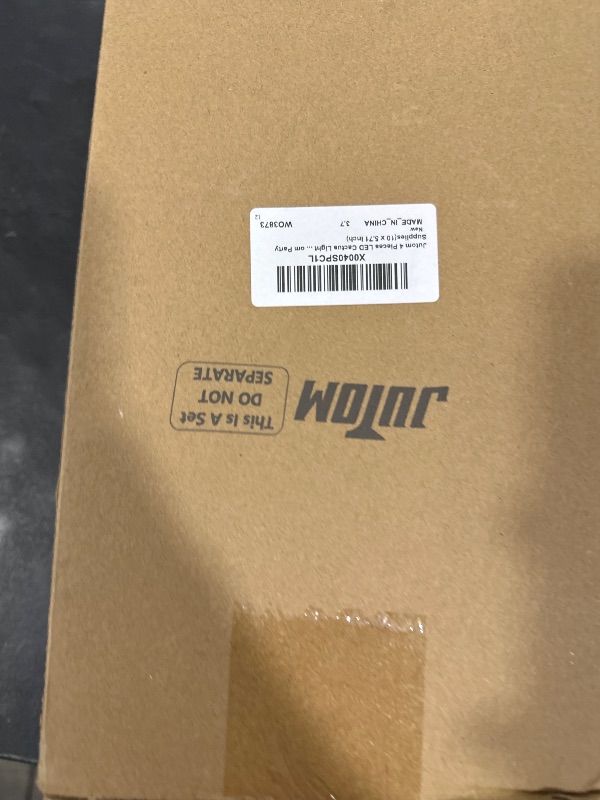 JUTOM
This Is A Set
DO NOT
SEPARATE
X0040SPC1L
Jutom 4 Pieces LED Cactus Light ... om Party
Supplies(10 x 5.71 Inch)
New
MADE_IN_CHINA 3.7 WO3873
12